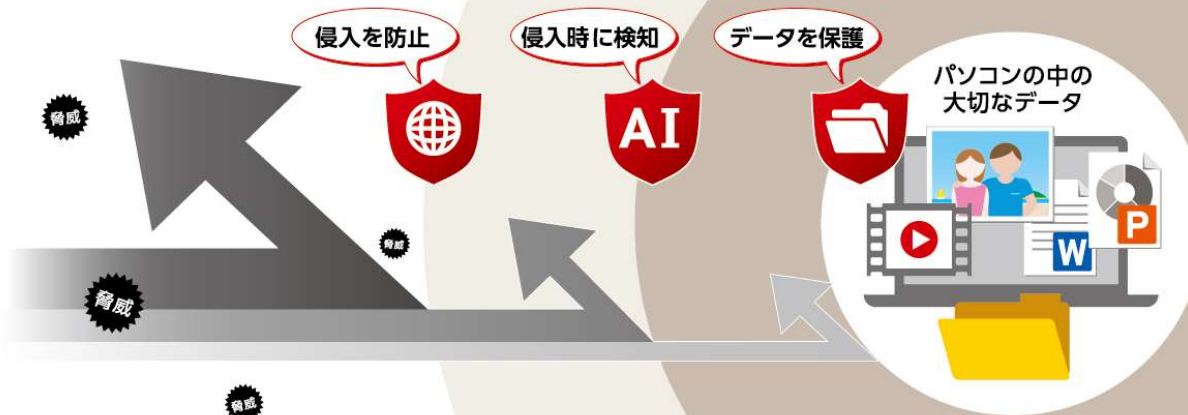 侵入を防止
侵入時に検知
データを保護
パソコンの中の
大切なデータ
脅威
AI
脅威
脅威
W
P
脅威